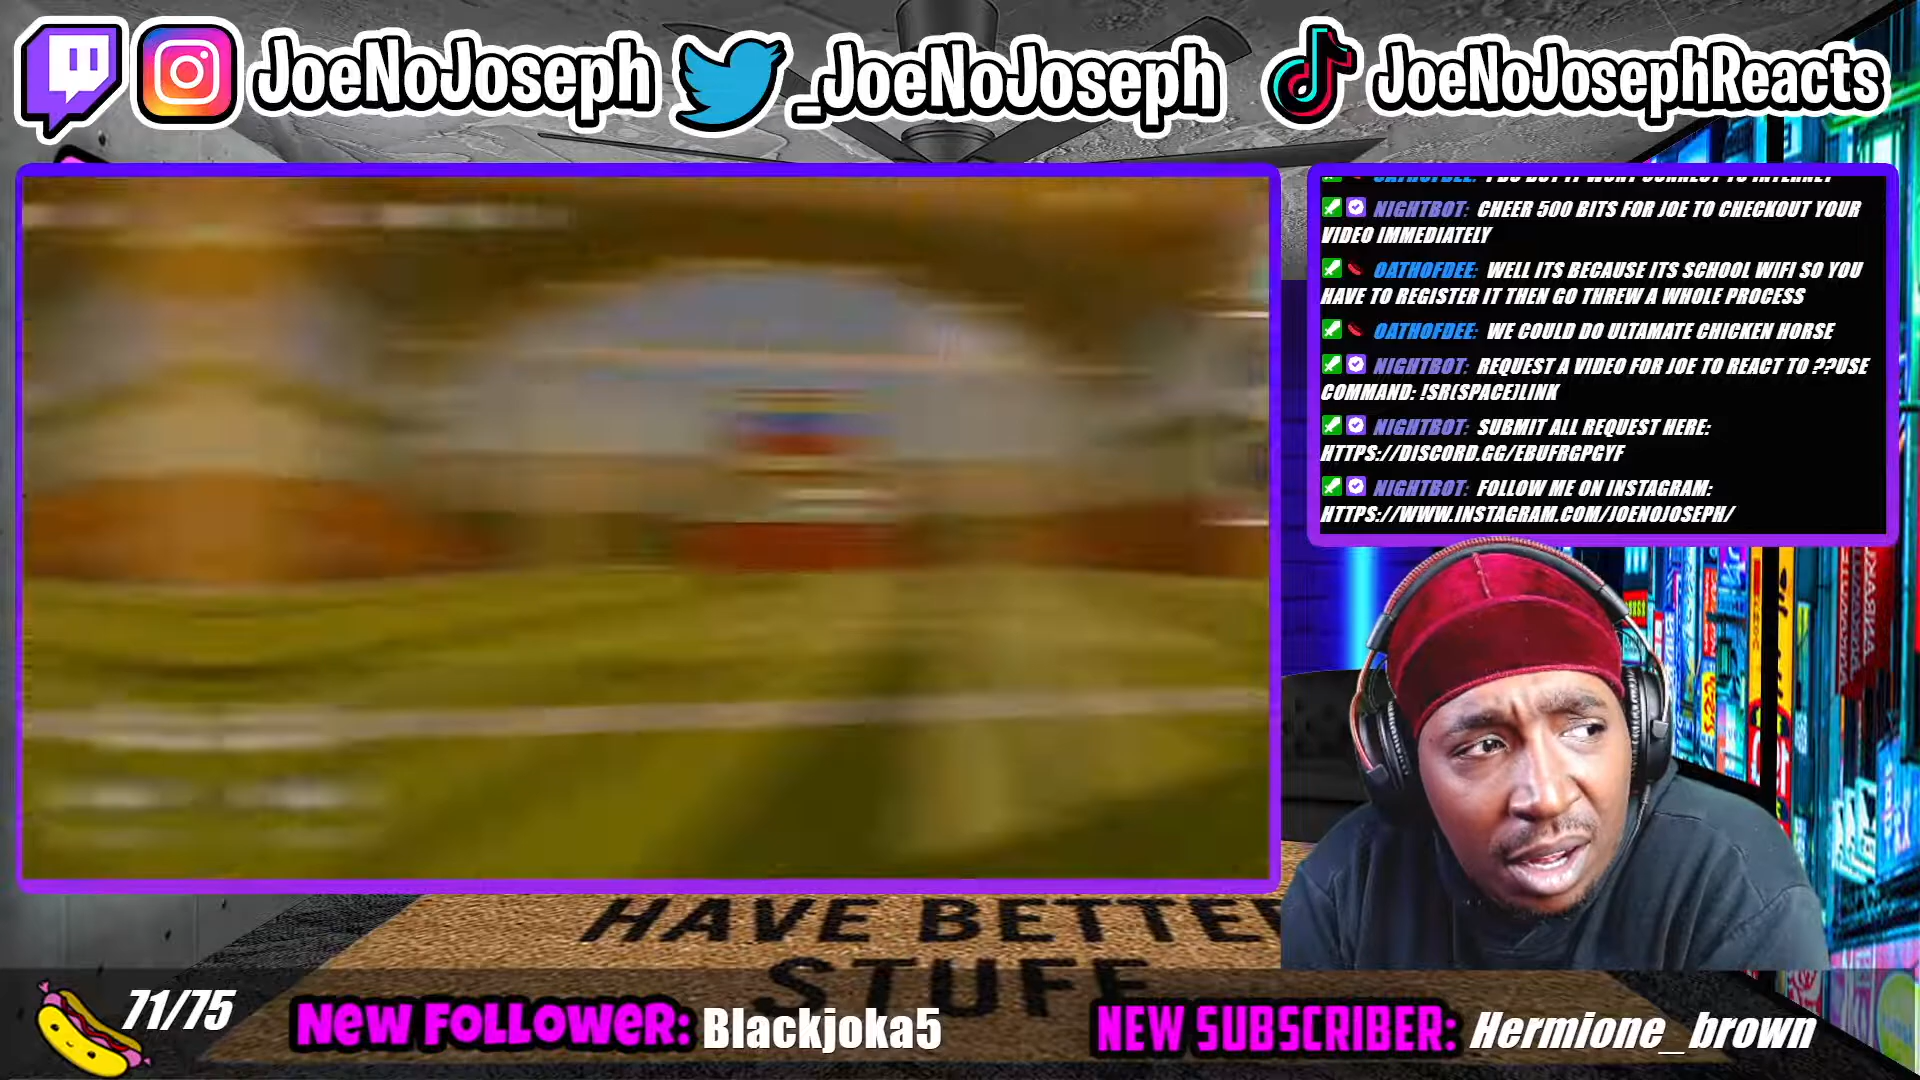 JoeNoJoseph _JoeNoJoseph JoeNoJosephReacts
NIGHTBOT: CHEER 500 BITS FOR JOE TO CHECKOUT YOUR
VIDEO IMMEDIATELY
OATHOFDEE: WELL ITS BECAUSE ITS SCHOOL WIFI SO YOU
HAVE TO REGISTER IT THEN GO THREW A WHOLE PROCESS
OATHOFDEE: WE COULD DO ULTAMATE CHICKEN HORSE
NIGHTBOT: REQUEST A VIDEO FOR JOE TO REACT TO ??USE
COMMAND: !SR(SPACE)LINK
NIGHTBOT: SUBMIT ALL REQUEST HERE:
HTTPS://DISCORD.GG/EBUFRGPGYF
NIGHTBOT: FOLLOW ME ON INSTAGRAM:
HTTPS://WWW.INSTAGRAM.COM/JOENOJOSEPH/
HAVE BETTE
STUFF
71/75
New Follower: Blackjoka5
NEW SUBSCRIBER: Hermione_brown